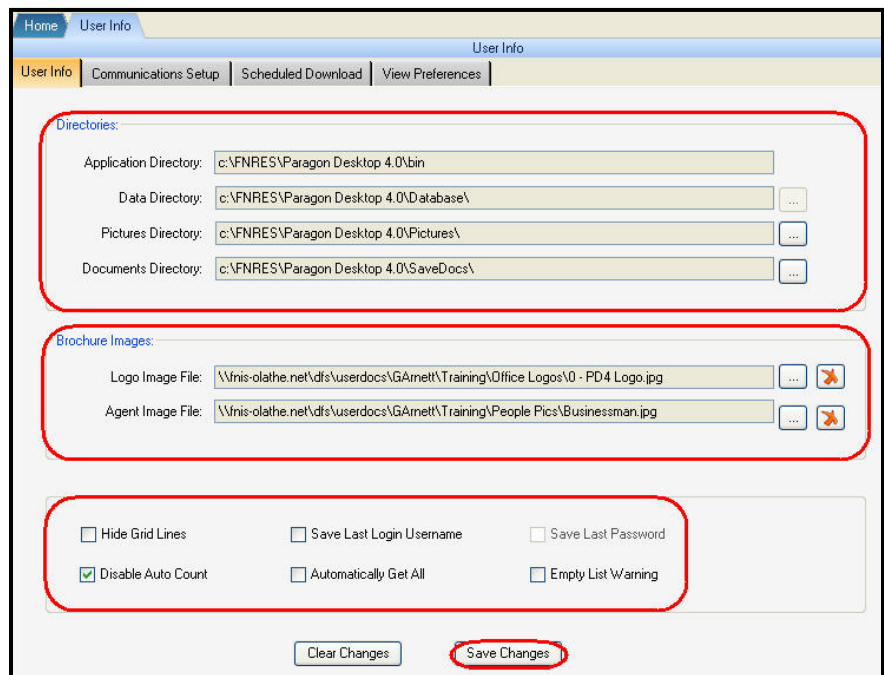 Home User Info
User Info
User Info Communications Setup Scheduled Download View Preferences
Directories:
Application Directory: c:\FNRES\Paragon Desktop 4.0\bin
Data Directory: c:\FNRES\Paragon Desktop 4.0\Database\ ...
Pictures Directory: c:\FNRES\Paragon Desktop 4.0\Pictures\ ...
Documents Directory: c:\FNRES\Paragon Desktop 4.0\SaveDocs\ ...
Brochure Images:
Logo Image File: \\fnis-olathe.net\dfs\userdocs\GArnett\Training\Office Logos\0 - PD4 Logo.jpg ...
Agent Image File: \\fnis-olathe.net\dfs\userdocs\GArnett\Training\People Pics\Businessman.jpg ...
Hide Grid Lines Save Last Login Username Save Last Password
Disable Auto Count Automatically Get All Empty List Warning
Clear Changes Save Changes